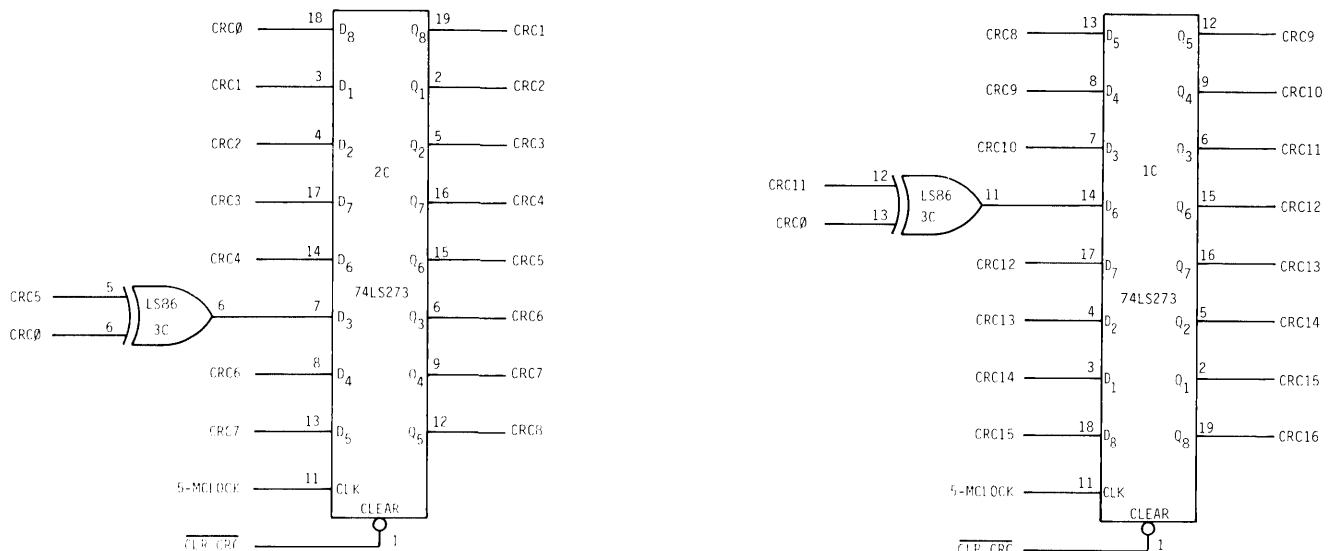 CRCØ 18 D8 Q8 19 CRC1
CRC1 3 D1 Q1 2 CRC2
CRC2 4 D2 Q2 5 CRC3
2C
CRC3 17 D7 Q7 16 CRC4
CRC4 14 D6 Q6 15 CRC5
74LS273
CRC5 5 LS86 6 7 D3 Q3 6 CRC6
CRCØ 6 3C
CRC6 8 D4 Q4 9 CRC7
CRC7 13 D5 Q5 12 CRC8
5-MCLOCK 11 CLK
CLEAR
CLR CRC 1
CRC8 13 D5 Q5 12 CRC9
CRC9 8 D4 Q4 9 CRC10
CRC10 7 D3 Q3 6 CRC11
1C
CRC11 12 LS86 11 14 D6 Q6 15 CRC12
CRCØ 13 3C
CRC12 17 D7 Q7 16 CRC13
74LS273
CRC13 4 D2 Q2 5 CRC14
CRC14 3 D1 Q1 2 CRC15
CRC15 18 D8 Q8 19 CRC16
5-MCLOCK 11 CLK
CLEAR
CLR CRC 1